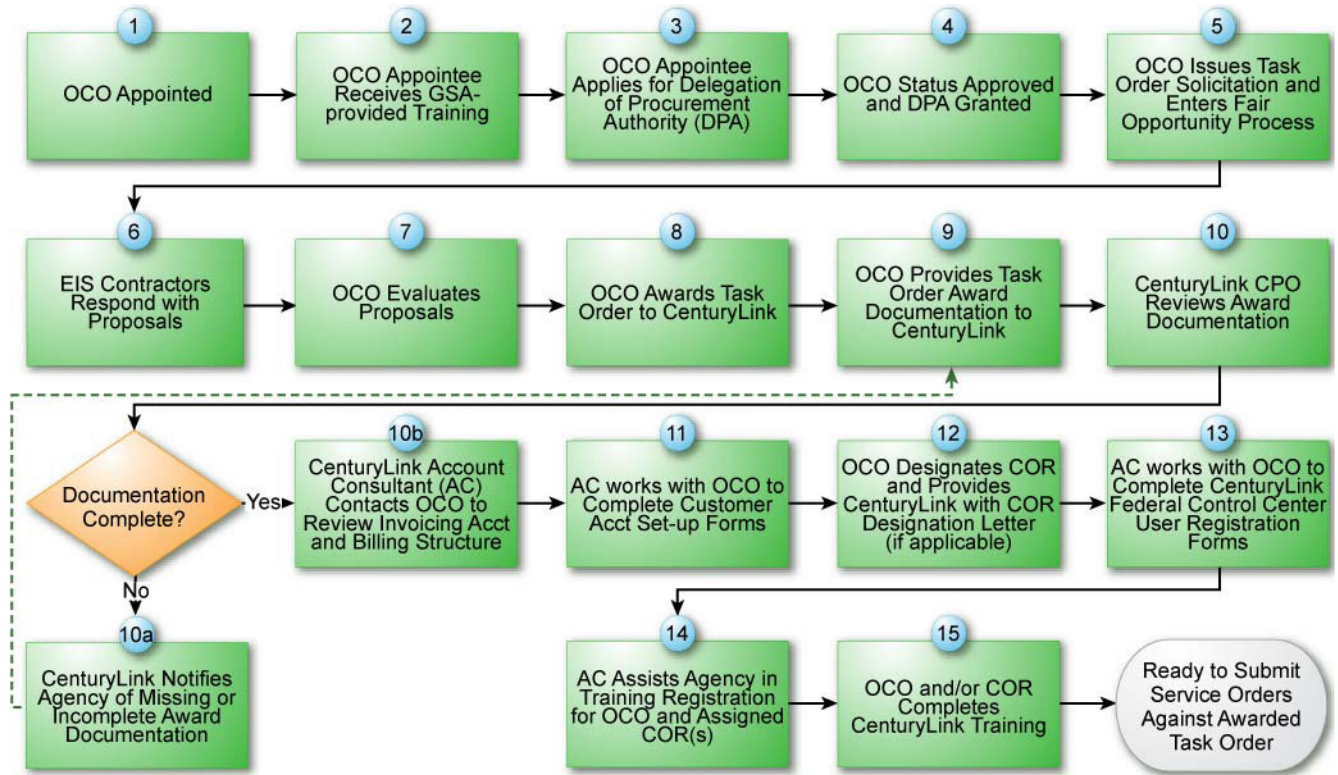 1
OCO Appointed
2
OCO Appointee
Receives GSA-
provided Training
3
OCO Appointee
Applies for Delegation
of Procurement
Authority (DPA)
4
OCO Status Approved
and DPA Granted
5
OCO Issues Task
Order Solicitation and
Enters Fair
Opportunity Process
6
EIS Contractors
Respond with
Proposals
7
OCO Evaluates
Proposals
8
OCO Awards Task
Order to CenturyLink
9
OCO Provides Task
Order Award
Documentation to
CenturyLink
10
CenturyLink CPO
Reviews Award
Documentation
Documentation
Complete?
Yes
No
10a
CenturyLink Notifies
Agency of Missing or
Incomplete Award
Documentation
10b
CenturyLink Account
Consultant (AC)
Contacts OCO to
Review Invoicing Acct
and Billing Structure
11
AC works with OCO to
Complete Customer
Acct Set-up Forms
12
OCO Designates COR
and Provides
CenturyLink with COR
Designation Letter
(if applicable)
13
AC works with OCO to
Complete CenturyLink
Federal Control Center
User Registration
Forms
14
AC Assists Agency in
Training Registration
for OCO and Assigned
COR(s)
15
OCO and/or COR
Completes
CenturyLink Training
Ready to Submit
Service Orders
Against Awarded
Task Order